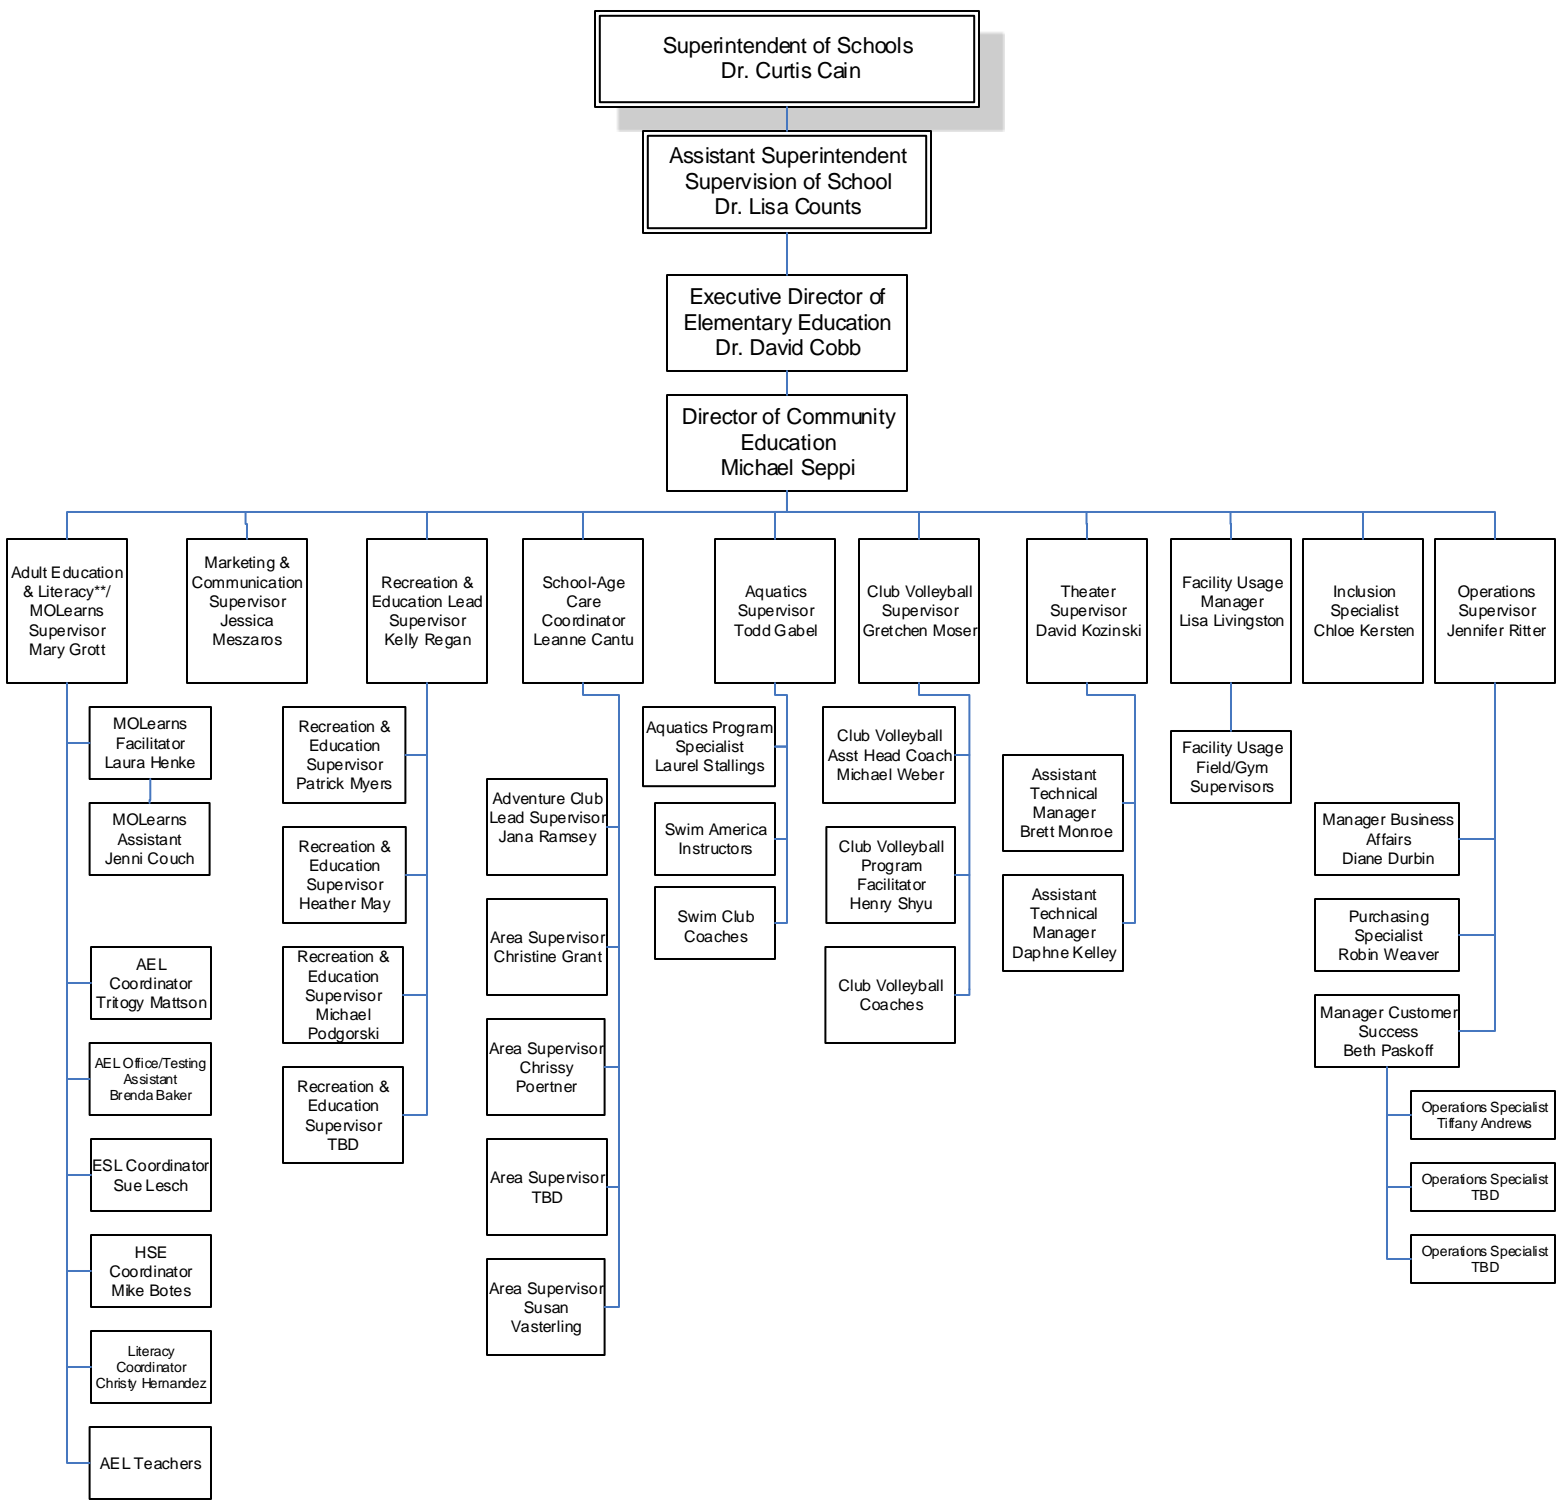 Superintendent of Schools
Dr. Curtis Cain
Assistant Superintendent
Supervision of School
Dr. Lisa Counts
Executive Director of
Elementary Education
Dr. David Cobb
Director of Community
Education
Michael Seppi
Adult Education
& Literacy**/
MOLearns
Supervisor
Mary Grott
Marketing &
Communication
Supervisor
Jessica
Meszaros
Recreation &
Education Lead
Supervisor
Kelly Regan
School-Age
Care
Coordinator
Leanne Cantu
Aquatics
Supervisor
Todd Gabel
Club Volleyball
Supervisor
Gretchen Moser
Theater
Supervisor
David Kozinski
Facility Usage
Manager
Lisa Livingston
Inclusion
Specialist
Chloe Kersten
Operations
Supervisor
Jennifer Ritter
MOLearns
Facilitator
Laura Henke
MOLearns
Assistant
Jenni Couch
AEL
Coordinator
Tritogy Mattson
AEL Office/Testing
Assistant
Brenda Baker
ESL Coordinator
Sue Lesch
HSE
Coordinator
Mike Botes
Literacy
Coordinator
Christy Hernandez
AEL Teachers
Recreation &
Education
Supervisor
Patrick Myers
Recreation &
Education
Supervisor
Heather May
Recreation &
Education
Supervisor
Michael
Podgorski
Recreation &
Education
Supervisor
TBD
Adventure Club
Lead Supervisor
Jana Ramsey
Area Supervisor
Christine Grant
Area Supervisor
Chrissy
Poertner
Area Supervisor
TBD
Area Supervisor
Susan
Vasterling
Aquatics Program
Specialist
Laurel Stallings
Swim America
Instructors
Swim Club
Coaches
Club Volleyball
Asst Head Coach
Michael Weber
Club Volleyball
Program
Facilitator
Henry Shyu
Club Volleyball
Coaches
Assistant
Technical
Manager
Brett Monroe
Assistant
Technical
Manager
Daphne Kelley
Facility Usage
Field/Gym
Supervisors
Manager Business
Affairs
Diane Durbin
Purchasing
Specialist
Robin Weaver
Manager Customer
Success
Beth Paskoff
Operations Specialist
Tiffany Andrews
Operations Specialist
TBD
Operations Specialist
TBD